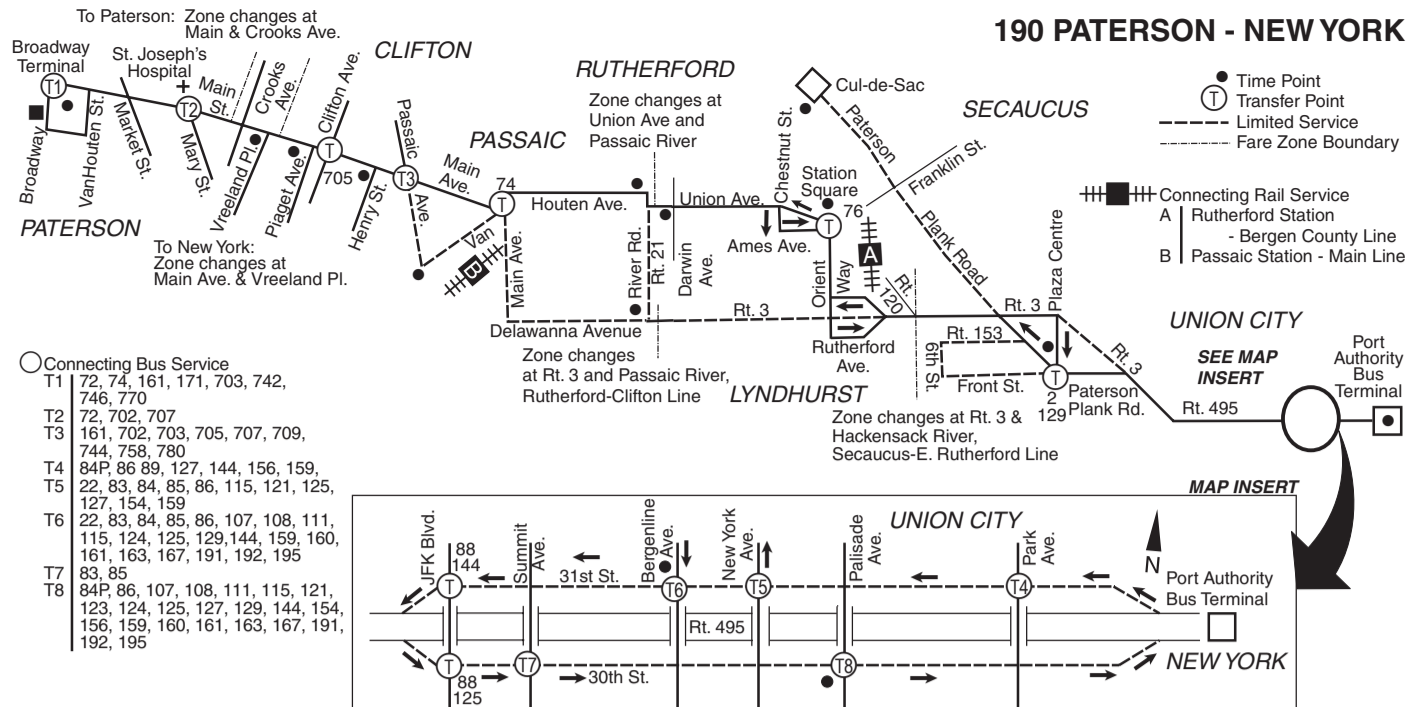 190 PATERSON - NEW YORK
To Paterson: Zone changes at
Main & Crooks Ave.
Broadway
Terminal
St. Joseph's
Hospital
CLIFTON
T1
T2
Main
St.
Crooks
Ave.
Clifton Ave.
Broadway
VanHouten St.
Market St.
Mary St.
Vreeland Pl.
Piaget Ave.
T
705
Henry St.
Passaic
Ave.
T3
Main
Ave.
PATERSON
To New York:
Zone changes at
Main Ave. & Vreeland Pl.
PASSAIC
74
T
Van
Houten Ave.
B
Main Ave.
Delawanna Avenue
RUTHERFORD
Zone changes at
Union Ave and
Passaic River
River Rd.
Rt. 21
Darwin
Ave.
Union Ave.
Chestnut St.
Station
Square
Ames Ave.
T
76
Cul-de-Sac
Paterson
Plank Road
Franklin St.
SECAUCUS
A
Orient
Way
Rt.
120
Rt. 3
Rutherford
Ave.
Zone changes
at Rt. 3 and Passaic River,
Rutherford-Clifton Line
LYNDHURST
6th St.
Rt. 153
Front St.
Rt. 3
Plaza Centre
T
2
129
Paterson
Plank Rd.
Rt. 3
Zone changes at Rt. 3 &
Hackensack River,
Secaucus-E. Rutherford Line
Time Point
T Transfer Point
Limited Service
Fare Zone Boundary
Connecting Rail Service
A Rutherford Station
- Bergen County Line
B Passaic Station - Main Line
UNION CITY
SEE MAP
INSERT
Port
Authority
Bus
Terminal
Rt. 495
Connecting Bus Service
T1 72, 74, 161, 171, 703, 742,
746, 770
T2 72, 702, 707
T3 161, 702, 703, 705, 707, 709,
744, 758, 780
T4 84P, 86 89, 127, 144, 156, 159,
T5 22, 83, 84, 85, 86, 115, 121, 125,
127, 154, 159
T6 22, 83, 84, 85, 86, 107, 108, 111,
115, 124, 125, 129,144, 159, 160,
161, 163, 167, 191, 192, 195
T7 83, 85
T8 84P, 86, 107, 108, 111, 115, 121,
123, 124, 125, 127, 129, 144, 154,
156, 159, 160, 161, 163, 167, 191,
192, 195
MAP INSERT
UNION CITY
JFK Blvd.
88
144
T
Summit
Ave.
31st St.
Bergenline
Ave.
T6
New York
Ave.
T5
Palisade
Ave.
Park
Ave.
T4
N
Port Authority
Bus Terminal
Rt. 495
T
88
125
T7
30th St.
T8
NEW YORK